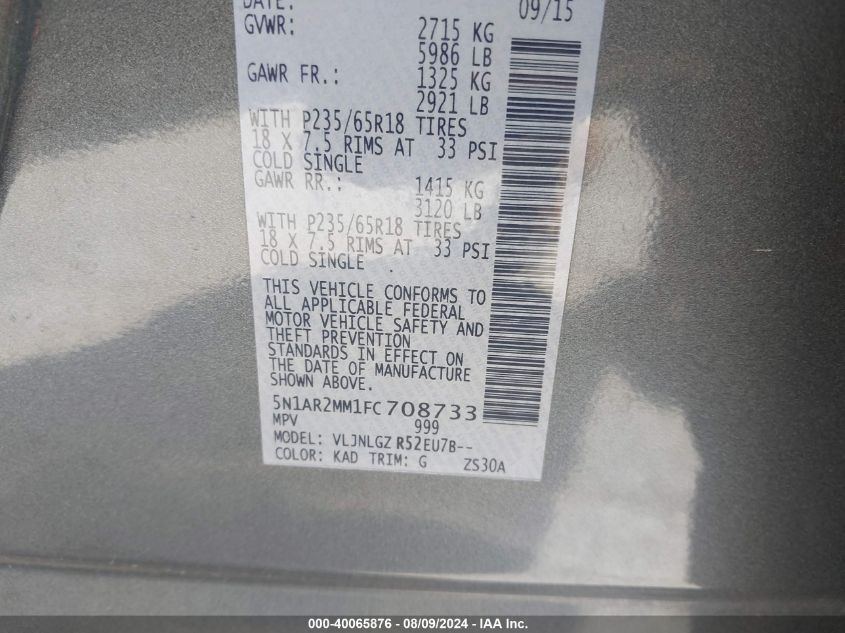 DATE: 09/15
GVWR: 2715 KG
5986 LB
GAWR FR.: 1325 KG
2921 LB
WITH P235/65R18 TIRES
18 X 7.5 RIMS AT 33 PSI
COLD SINGLE
GAWR RR.: 1415 KG
3120 LB
WITH P235/65R18 TIRES
18 X 7.5 RIMS AT 33 PSI
COLD SINGLE
THIS VEHICLE CONFORMS TO
ALL APPLICABLE FEDERAL
MOTOR VEHICLE SAFETY AND
THEFT PREVENTION
STANDARDS IN EFFECT ON
THE DATE OF MANUFACTURE
SHOWN ABOVE.
5N1AR2MM1FC708733
MPV 999
MODEL: VLJNLGZ R52EU7B--
COLOR: KAD TRIM: G ZS30A
000-40065876 - 08/09/2024 - IAA Inc.